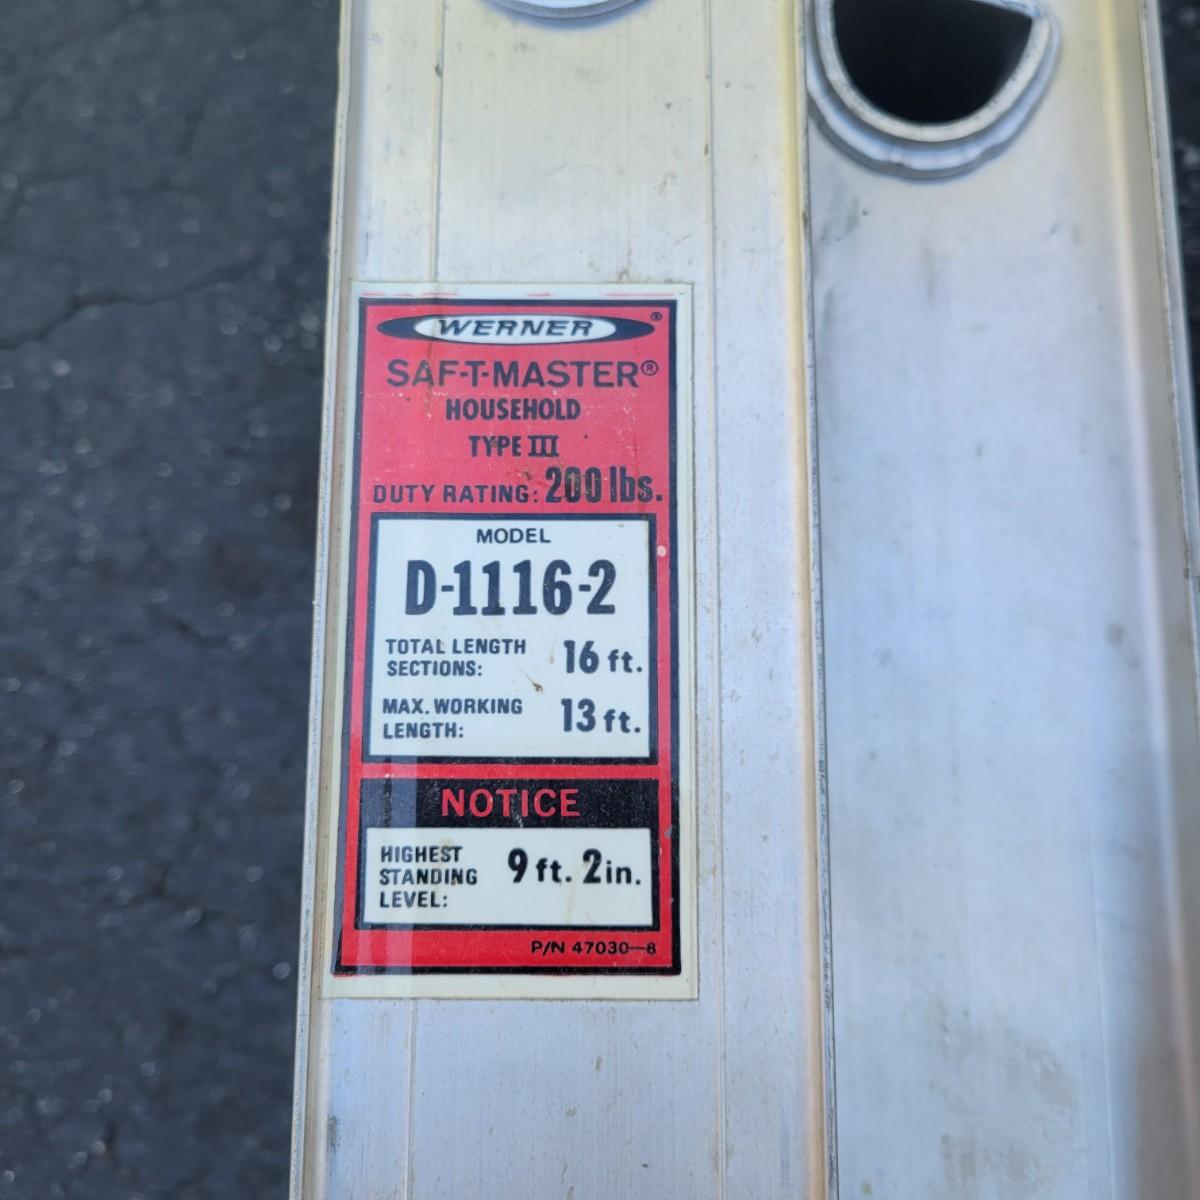 WERNER®
SAF-T-MASTER®
HOUSEHOLD
TYPE III
DUTY RATING: 200 lbs.
MODEL
D-1116-2
TOTAL LENGTH
SECTIONS: 16 ft.
MAX. WORKING
LENGTH: 13 ft.
NOTICE
HIGHEST
STANDING
LEVEL: 9 ft. 2 in.
P/N 47030-8